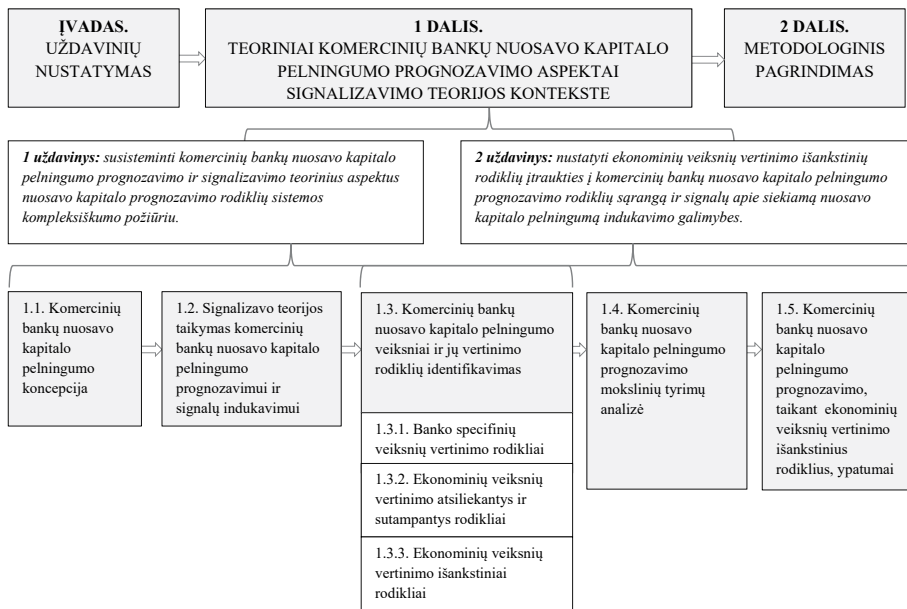 ĮVADAS.
UŽDAVINIŲ
NUSTATYMAS
1 DALIS.
TEORINIAI KOMERCINIŲ BANKŲ NUOSAVO KAPITALO
PELNINGUMO PROGNOZAVIMO ASPEKTAI
SIGNALIZAVIMO TEORIJOS KONTEKSTE
2 DALIS.
METODOLOGINIS
PAGRINDIMAS
1 uždavinys: susisteminti komercinių bankų nuosavo kapitalo
pelningumo prognozavimo ir signalizavimo teorinius aspektus
nuosavo kapitalo prognozavimo rodiklių sistemos
kompleksiškumo požiūriu.
2 uždavinys: nustatyti ekonominių veiksnių vertinimo išankstinių
rodiklių įtraukties į komercinių bankų nuosavo kapitalo pelningumo
prognozavimo rodiklių sąrangą ir signalų apie siekiamą nuosavo
kapitalo pelningumą indukavimo galimybes.
1.1. Komercinių
bankų nuosavo
kapitalo
pelningumo
koncepcija
1.2. Signalizavo teorijos
taikymas komercinių
bankų nuosavo kapitalo
pelningumo
prognozavimui ir
signalų indukavimui
1.3. Komercinių bankų
nuosavo kapitalo pelningumo
veiksniai ir jų vertinimo
rodiklių identifikavimas
1.3.1. Banko specifinių
veiksnių vertinimo rodikliai
1.3.2. Ekonominių veiksnių
vertinimo atsiliekantys ir
sutampantys rodikliai
1.3.3. Ekonominių veiksnių
vertinimo išankstiniai
rodikliai
1.4. Komercinių
bankų nuosavo
kapitalo pelningumo
prognozavimo
mokslinių tyrimų
analizė
1.5. Komercinių
bankų nuosavo
kapitalo
pelningumo
prognozavimo,
taikant ekonominių
veiksnių vertinimo
išankstinius
rodiklius, ypatumai